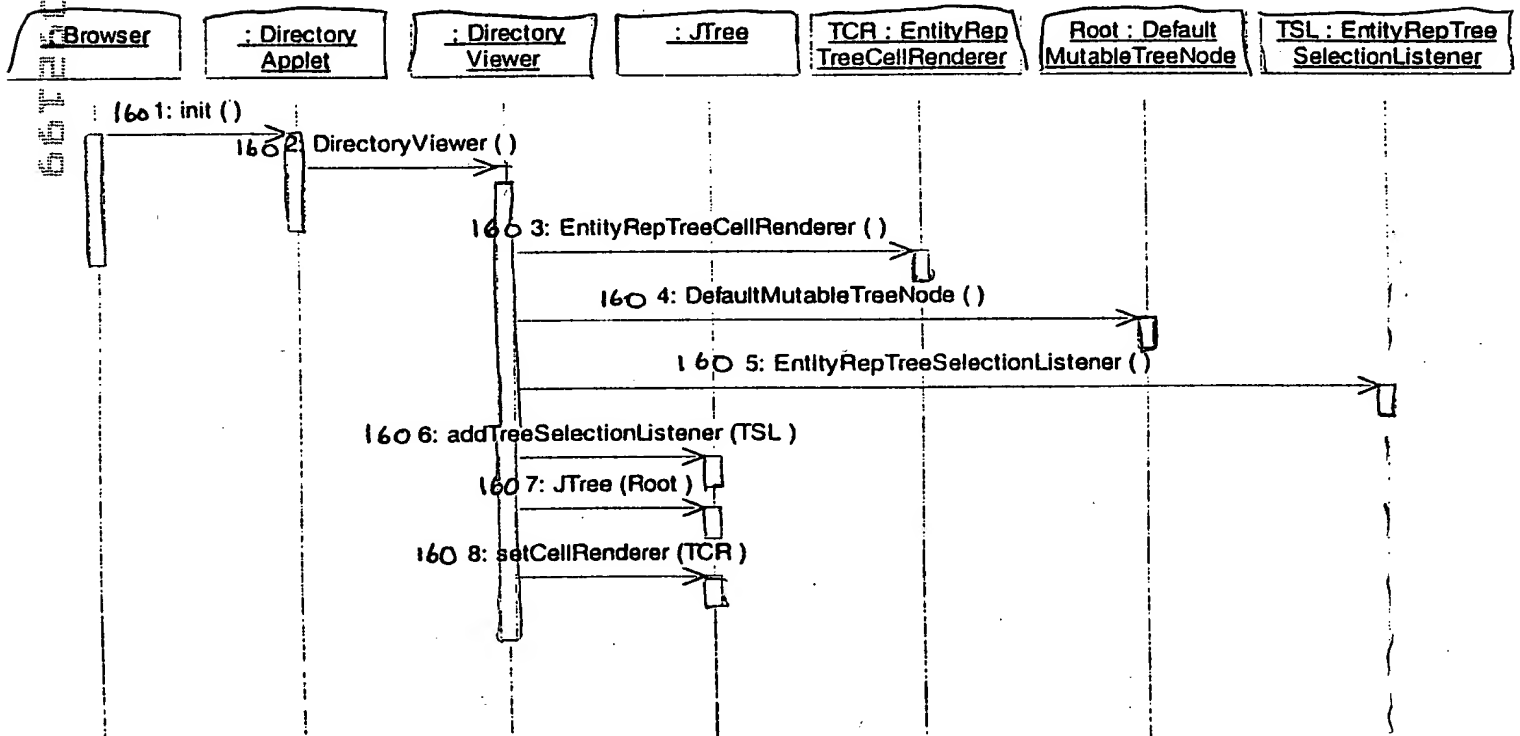 : Browser
: Directory
Applet
: Directory
Viewer
: JTree
TCR : EntityRep
TreeCellRenderer
Root : Default
MutableTreeNode
TSL : EntityRepTree
SelectionListener
160 1: init ( )
160 2: DirectoryViewer ( )
160 3: EntityRepTreeCellRenderer ( )
160 4: DefaultMutableTreeNode ( )
160 5: EntityRepTreeSelectionListener ( )
160 6: addTreeSelectionListener (TSL )
160 7: JTree (Root )
160 8: setCellRenderer (TCR )